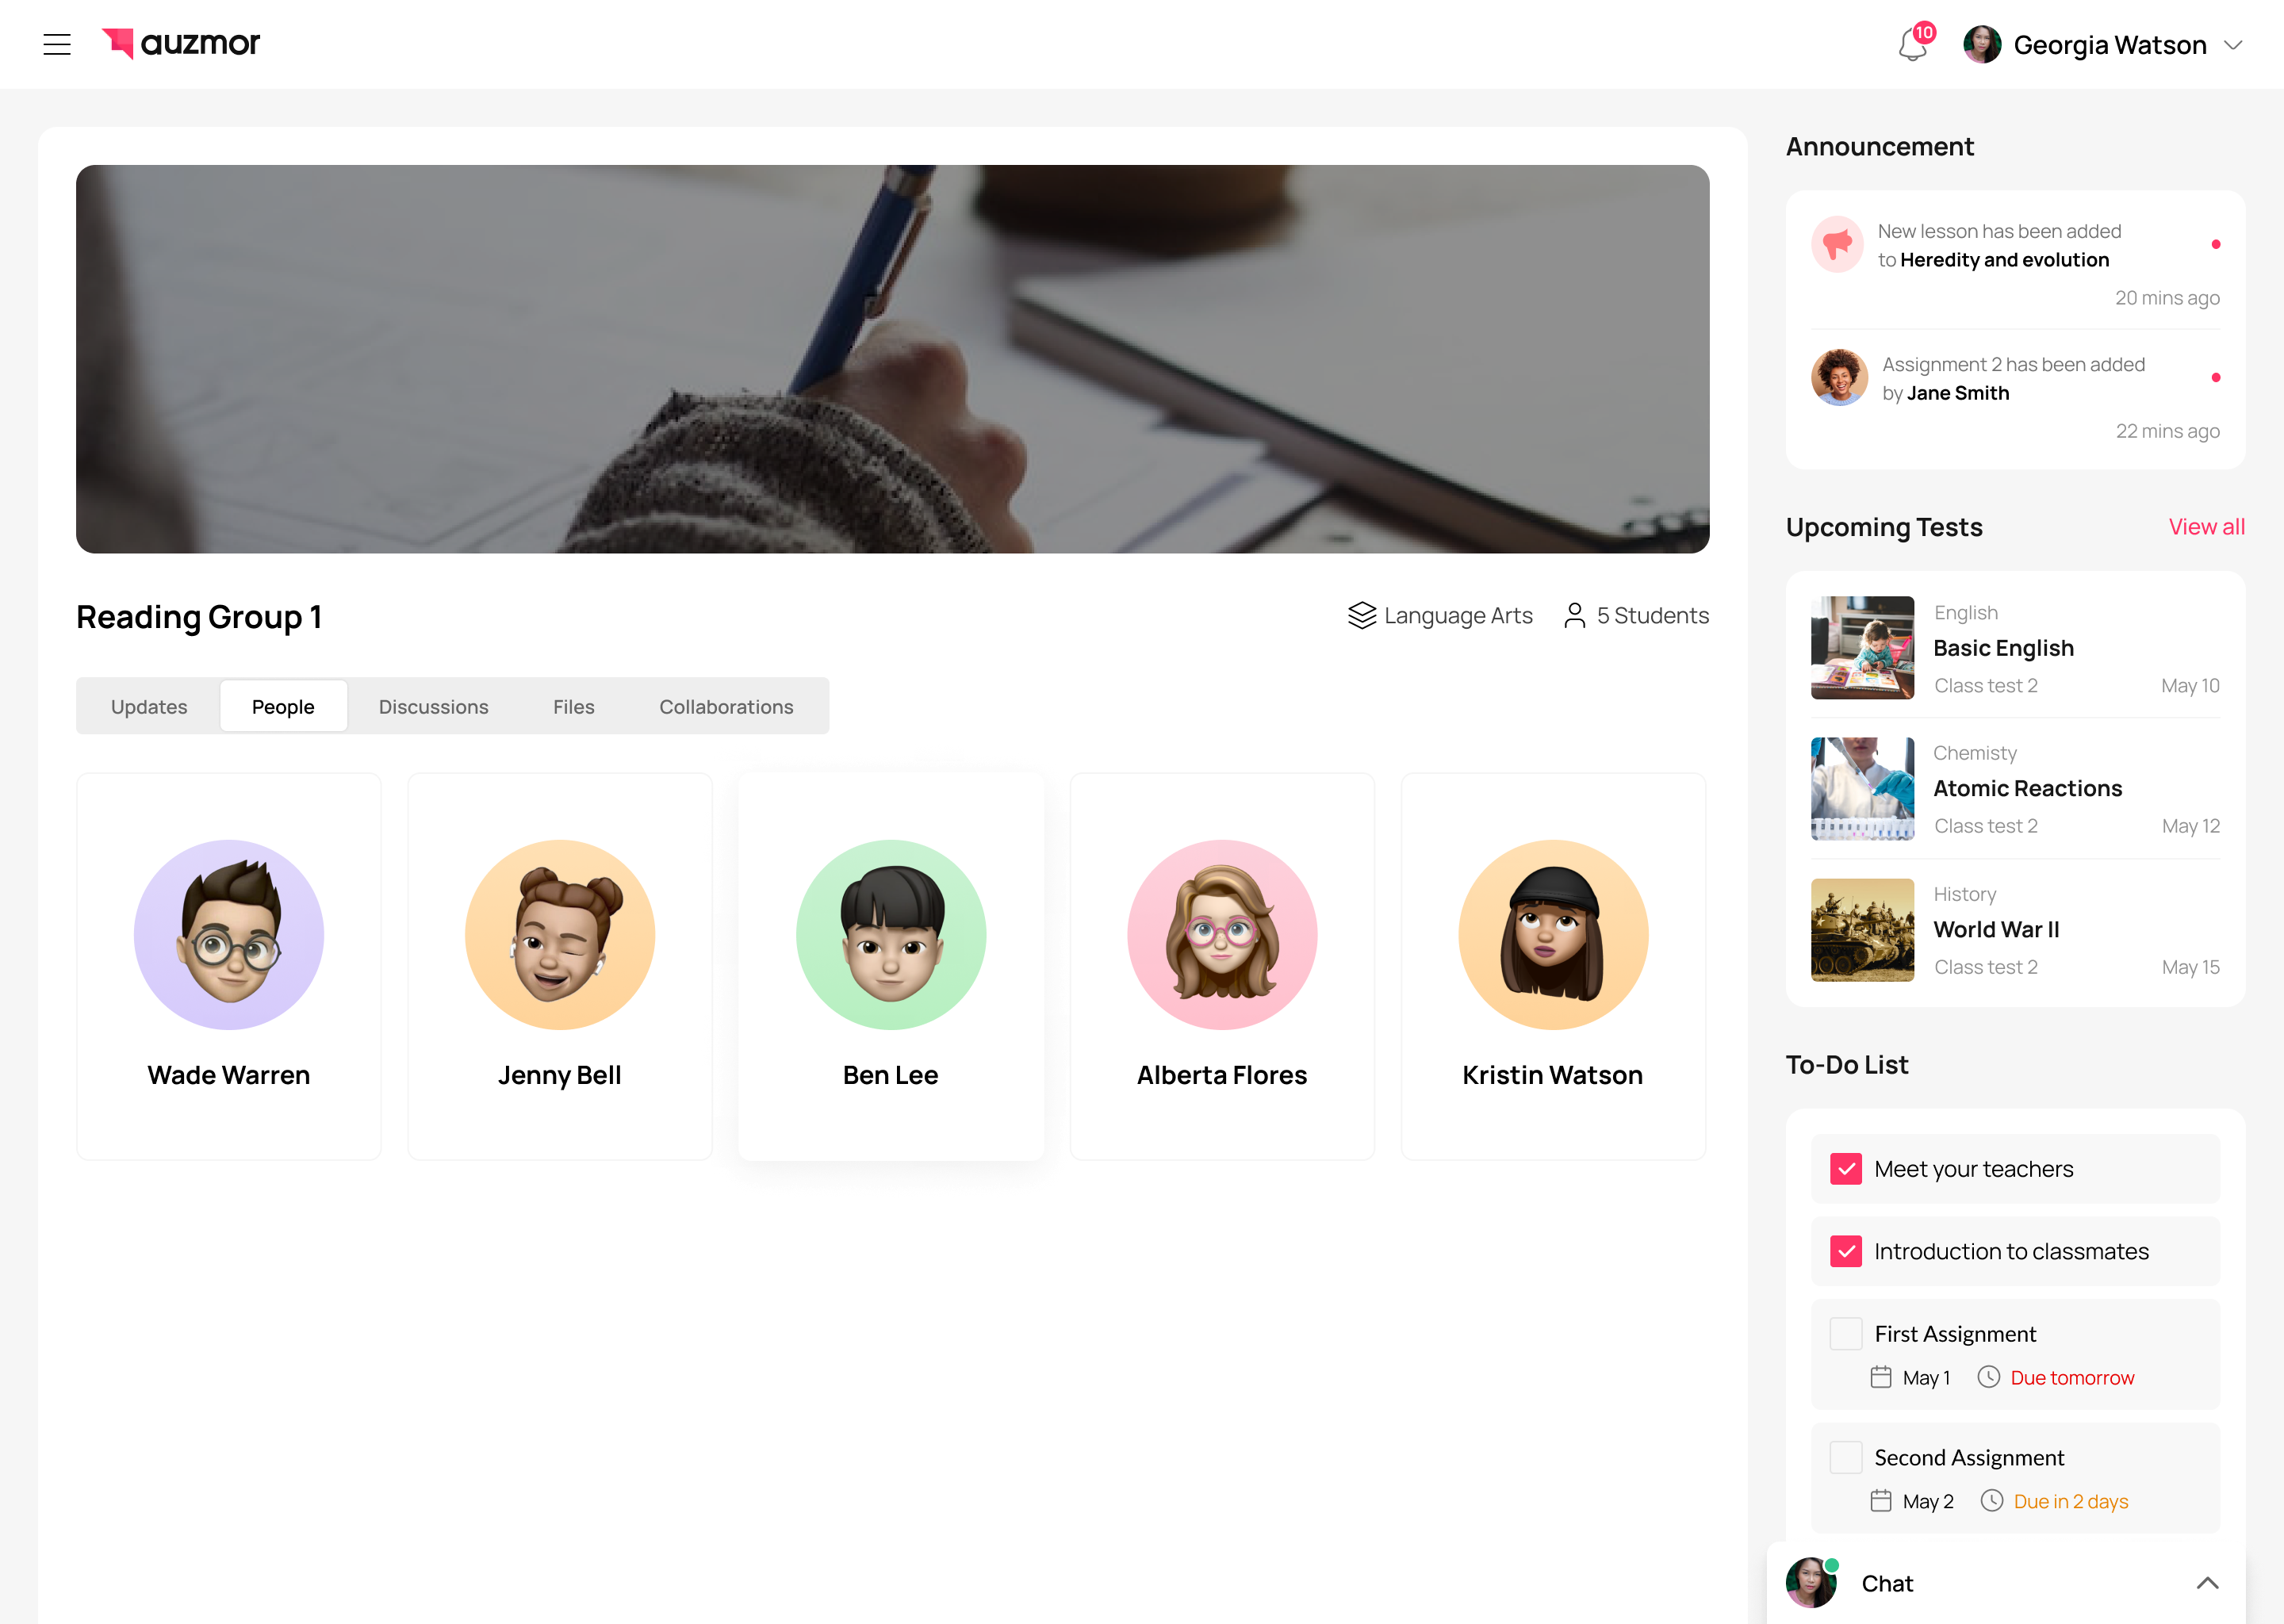 auzmor
10
Georgia Watson
Reading Group 1
Language Arts
5 Students
Updates
People
Discussions
Files
Collaborations
Wade Warren
Jenny Bell
Ben Lee
Alberta Flores
Kristin Watson
Announcement
New lesson has been added
to Heredity and evolution
20 mins ago
Assignment 2 has been added
by Jane Smith
22 mins ago
Upcoming Tests
View all
English
Basic English
Class test 2
May 10
Chemisty
Atomic Reactions
Class test 2
May 12
History
World War II
Class test 2
May 15
To-Do List
Meet your teachers
Introduction to classmates
First Assignment
May 1
Due tomorrow
Second Assignment
May 2
Due in 2 days
Chat